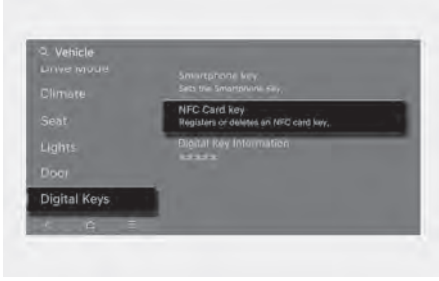 Vehicle
Drive Mode
Climate
Seat
Lights
Door
Digital Keys
Smartphone key
Sets the Smartphone key.
NFC Card key
Registers or deletes an NFC card key.
Digital Key Information